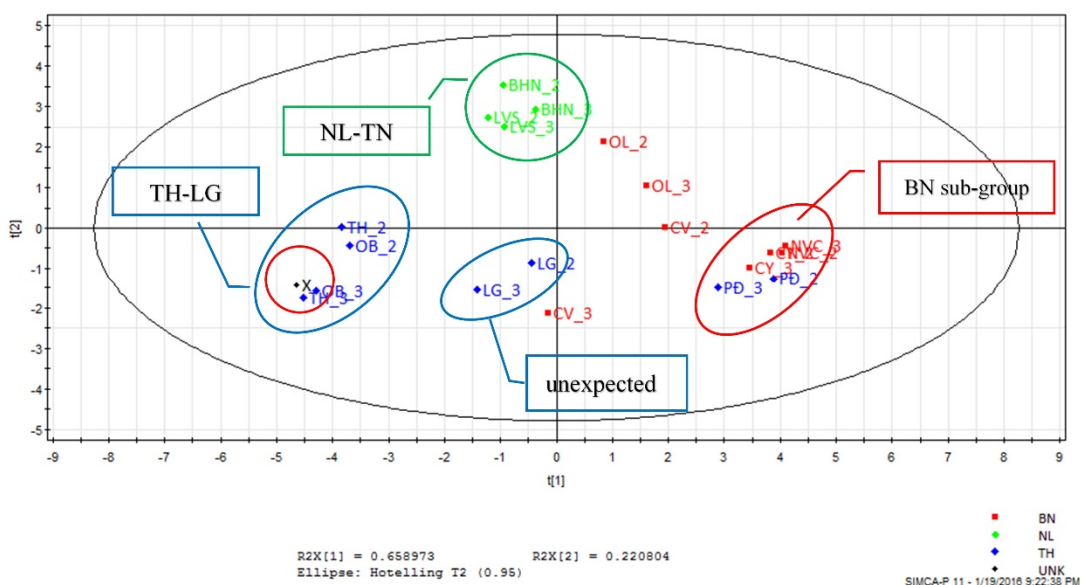 5
4
BHN_2
3
BHN_3
NL-TN
LVS_2
LVS_3
2
OL_2
TH-LG
BN sub-group
1
OL_3
t[2]
0
TH_2
CV_2
OB_2
NVC_3
CY_2
NVC_2
-1
LG_2
CY_3
X
OB_3
LG_3
PĐ_3
PĐ_2
TH_3
-2
CV_3
-3
unexpected
-4
-5
-9 -8 -7 -6 -5 -4 -3 -2 -1 0 1 2 3 4 5 6 7 8 9
t[1]
BN
NL
TH
UNK
R2X[1] = 0.658973 R2X[2] = 0.220804
Ellipse: Hotelling T2 (0.95)
SIMCA-P 11 - 1/19/2016 9:22:38 PM